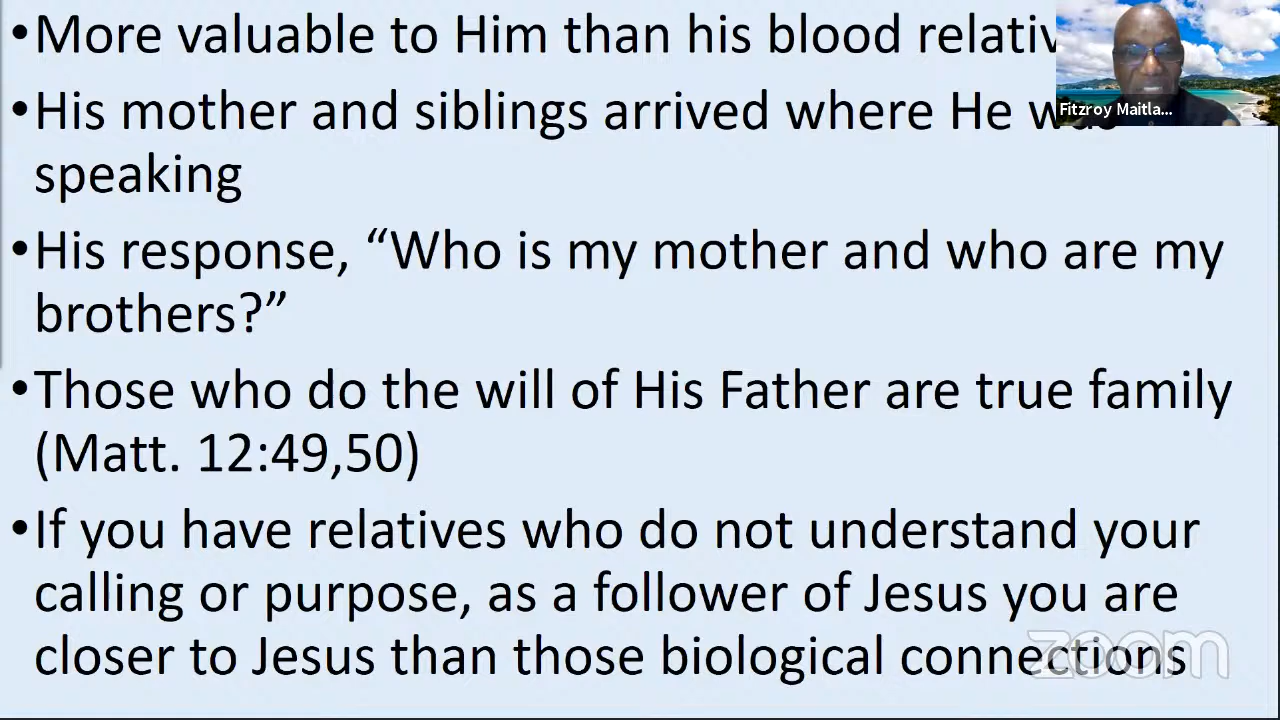 •More valuable to Him than his blood relativ
Fitzroy Maitla...
•His mother and siblings arrived where He was
speaking
•His response, “Who is my mother and who are my
brothers?”
•Those who do the will of His Father are true family
(Matt. 12:49,50)
•If you have relatives who do not understand your
calling or purpose, as a follower of Jesus you are
closer to Jesus than those biological connections
zoom